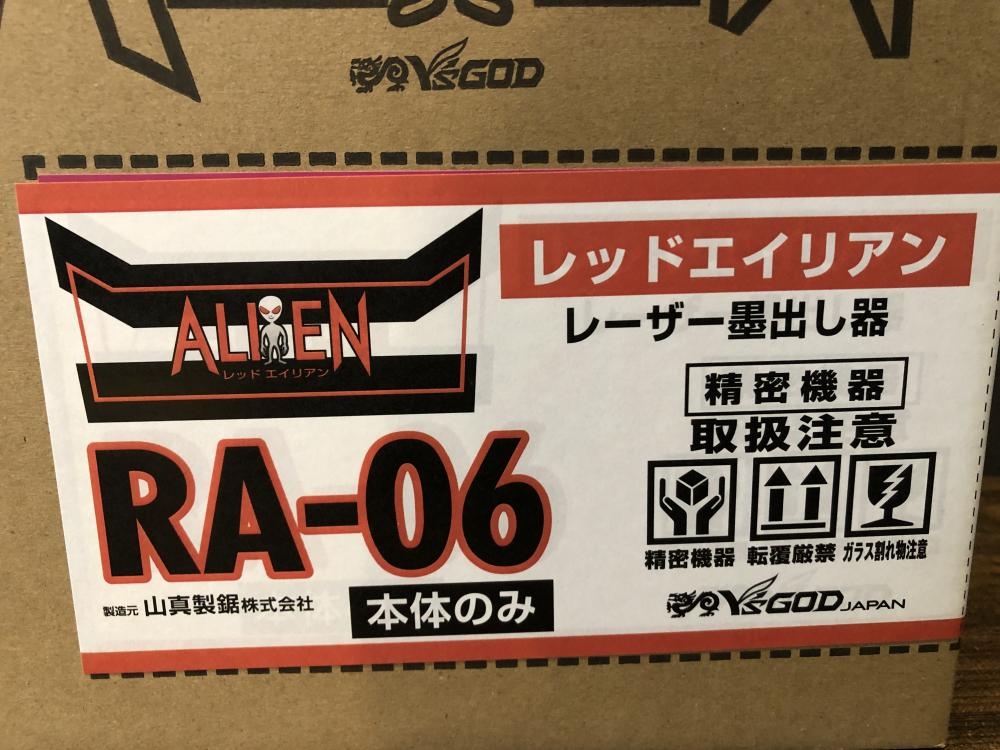 YsGOD
レッドエイリアン
レーザー墨出し器
ALIEN
レッド エイリアン
精密機器
取扱注意
RA-06
精密機器 転覆厳禁 ガラス割れ物注意
製造元 山真製鋸株式会社
本体のみ
YsGOD JAPAN